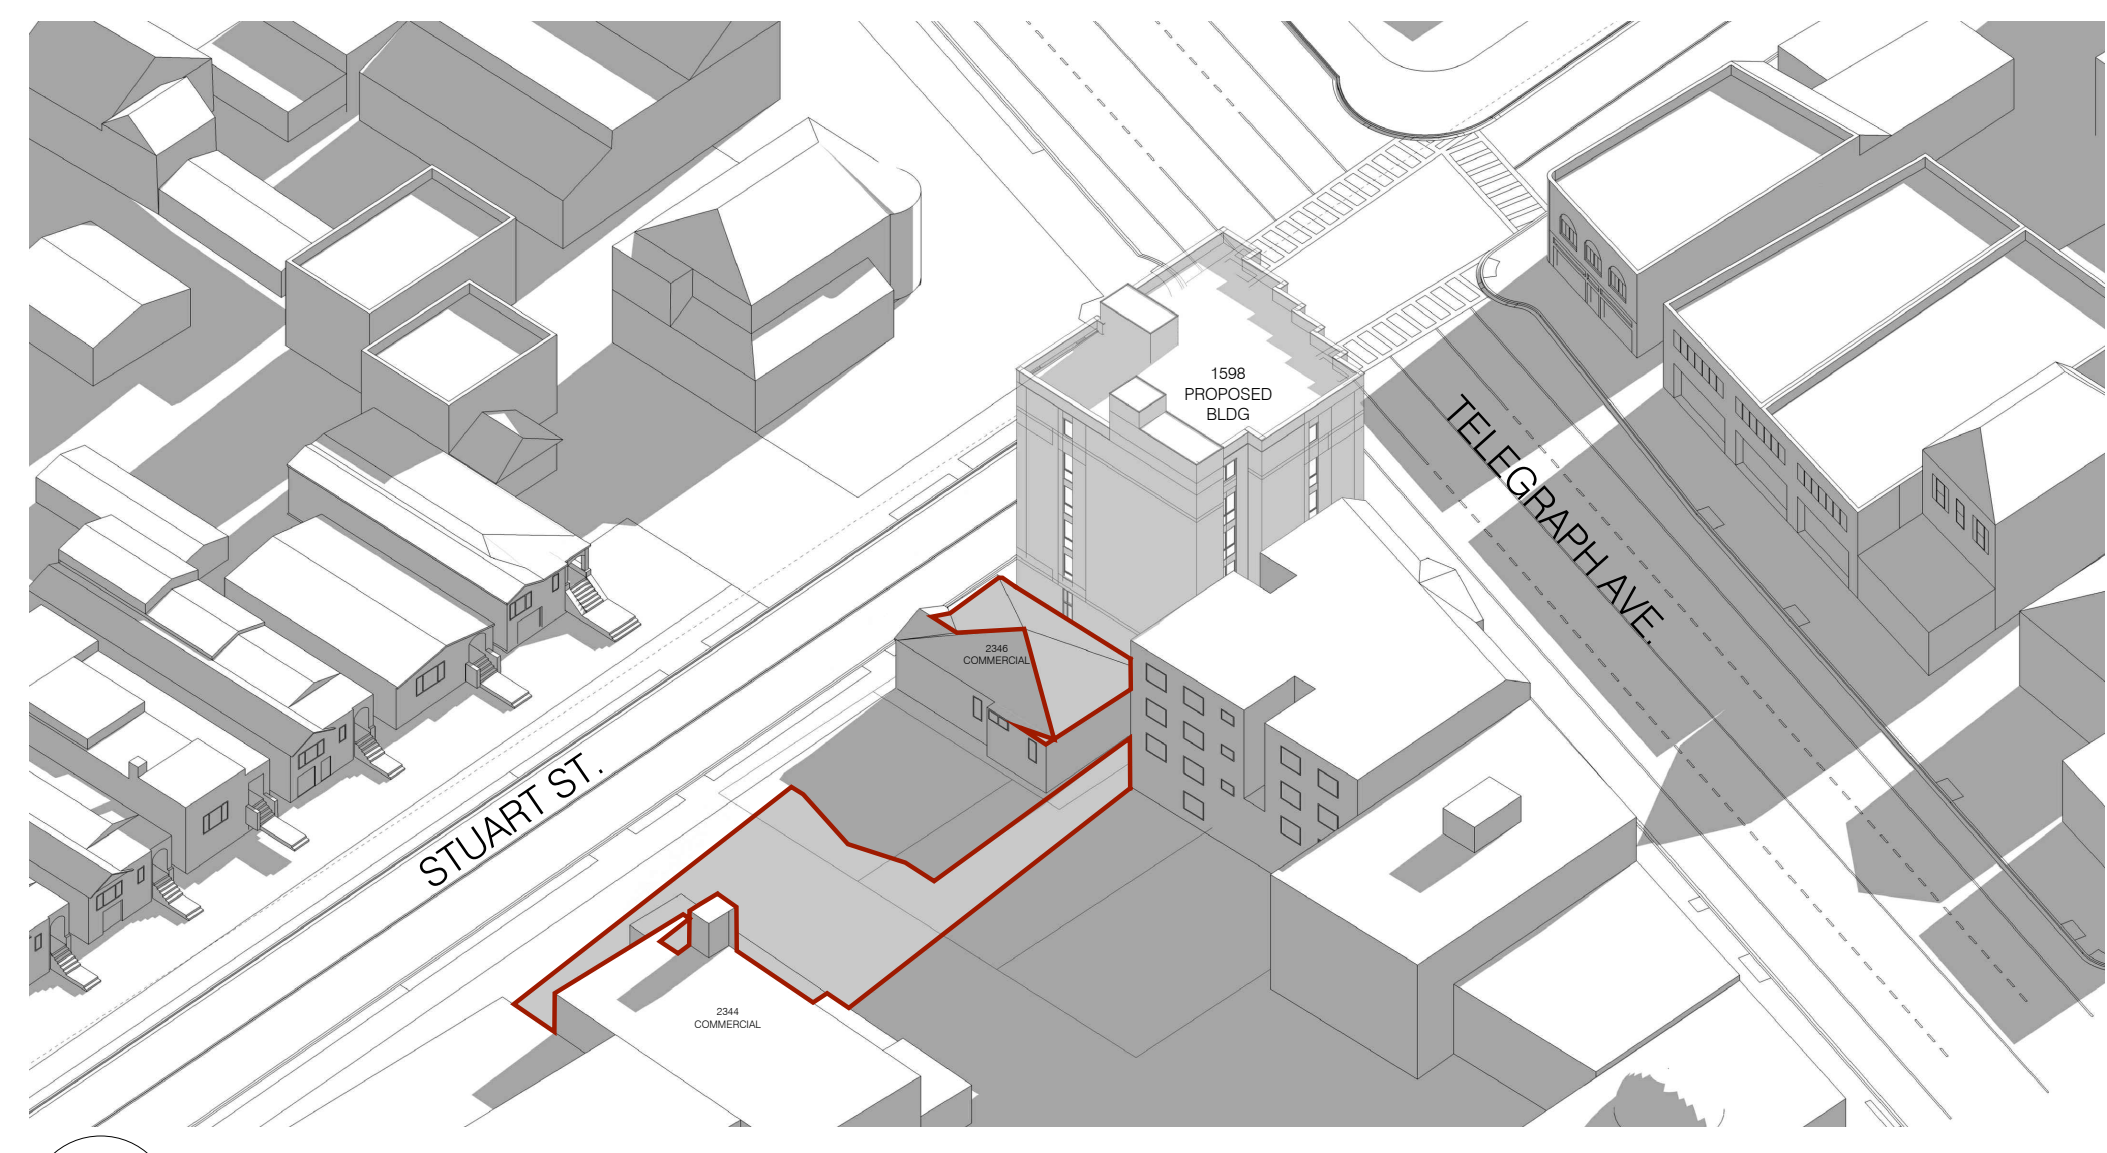 1598
PROPOSED
BLDG
TELEGRAPH AVE.
2346
COMMERCIAL
STUART ST.
2344
COMMERCIAL